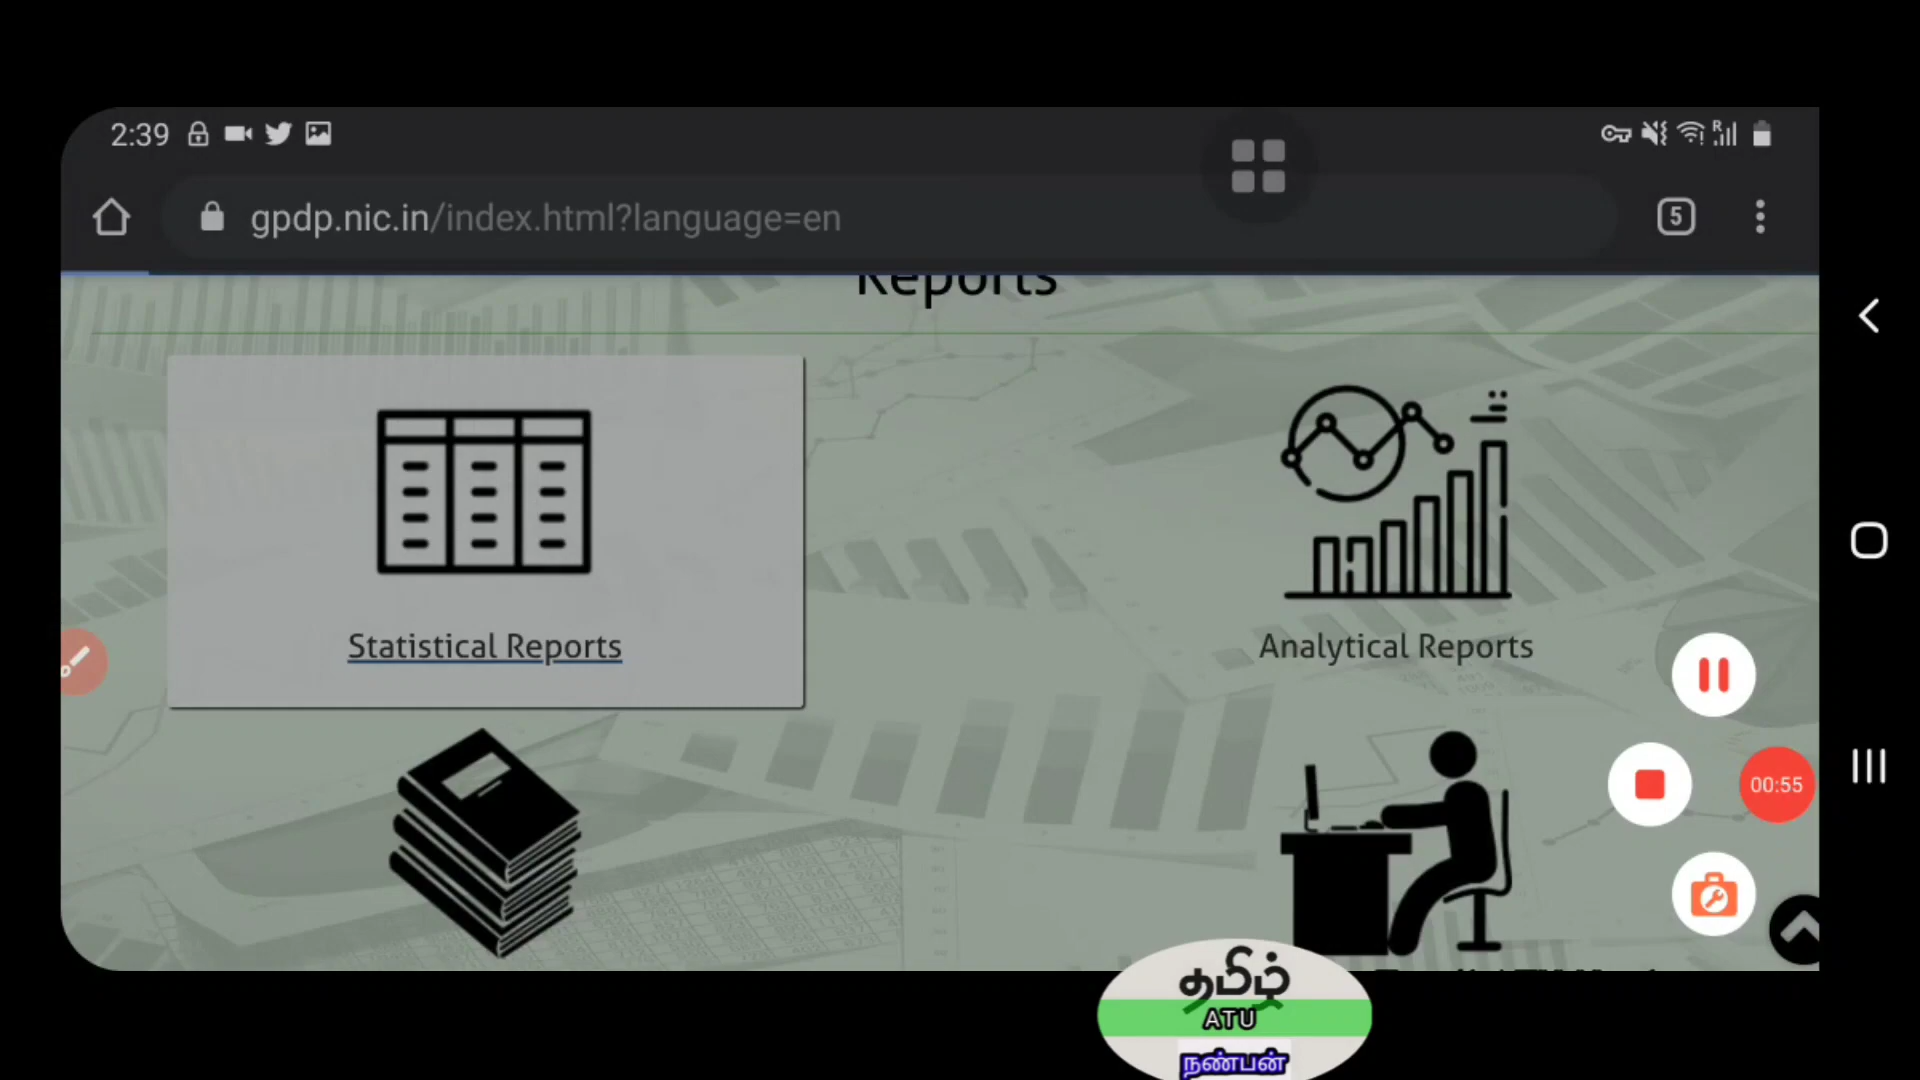 2:39
gpdp.nic.in/index.html?language=en
5
Reports
Statistical Reports
Analytical Reports
00:55
தமிழ்
ATU
நண்பன்